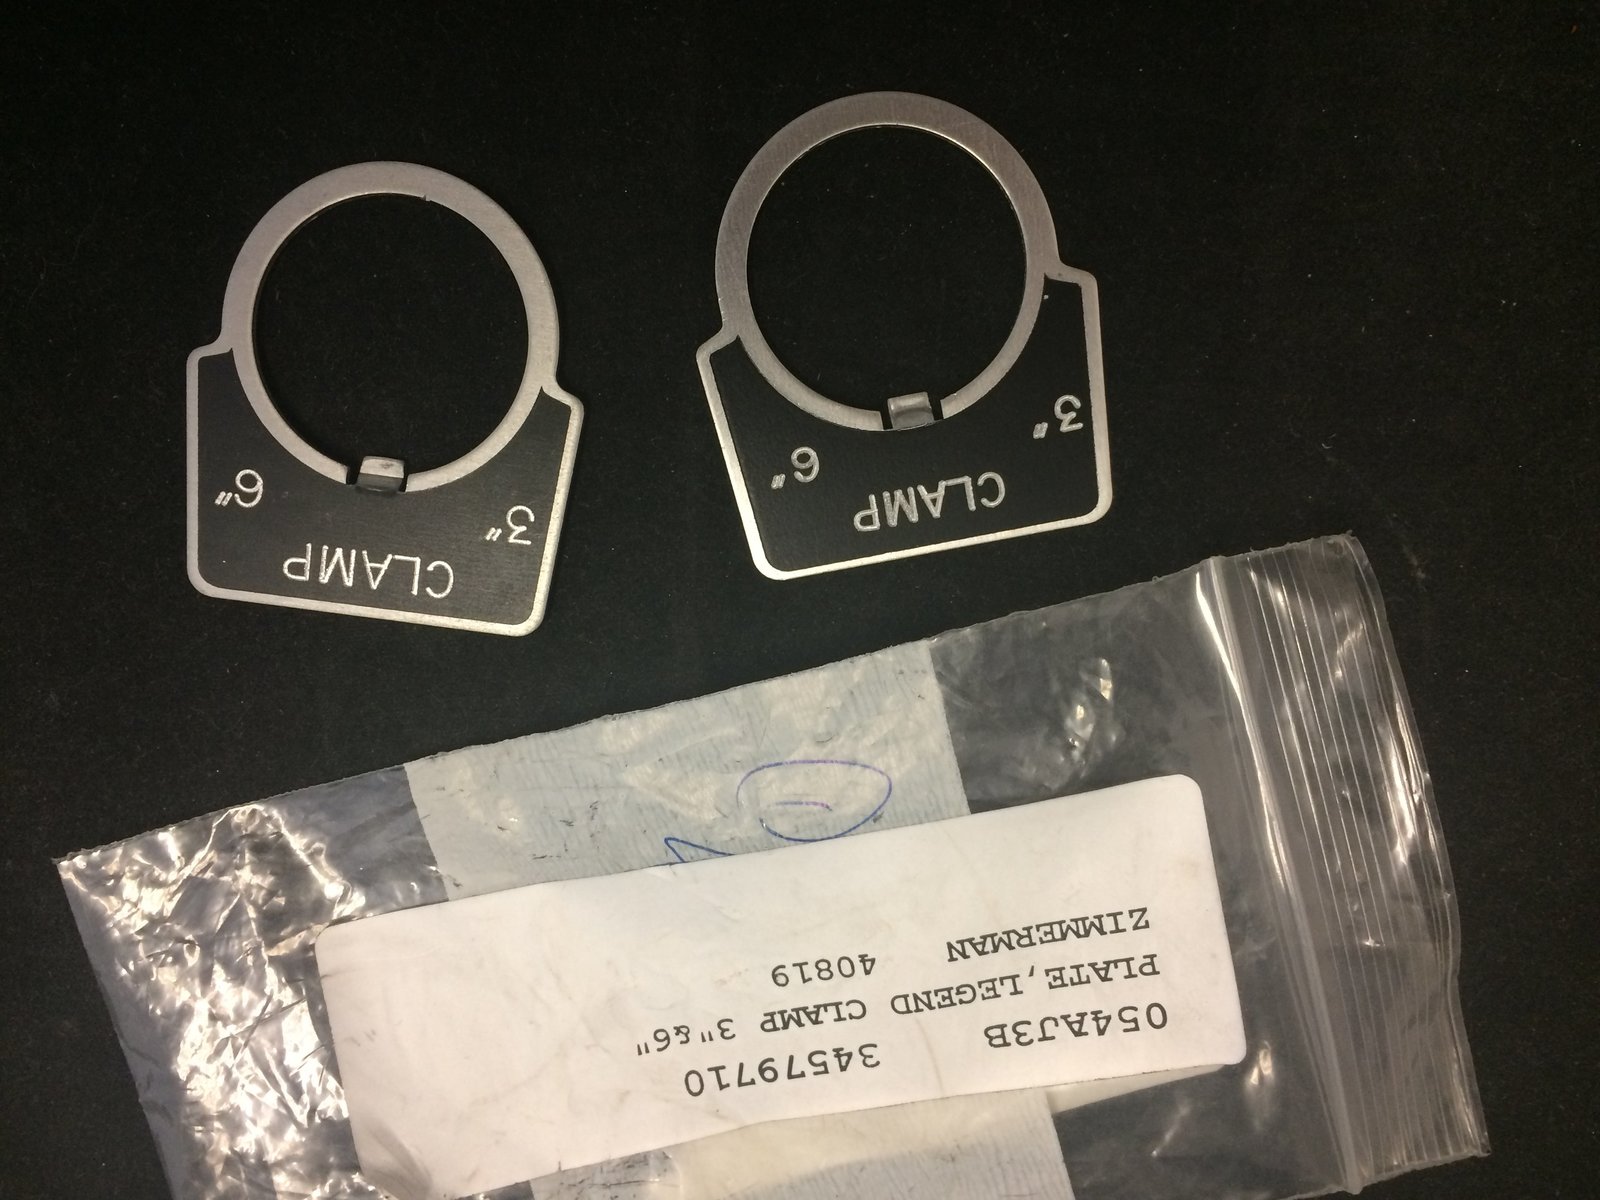 CLAMP
3" 6"
CLAMP
3" 6"
054AJ3B 34579710
PLATE, LEGEND CLAMP 3"&6"
ZIMMERMAN 40819